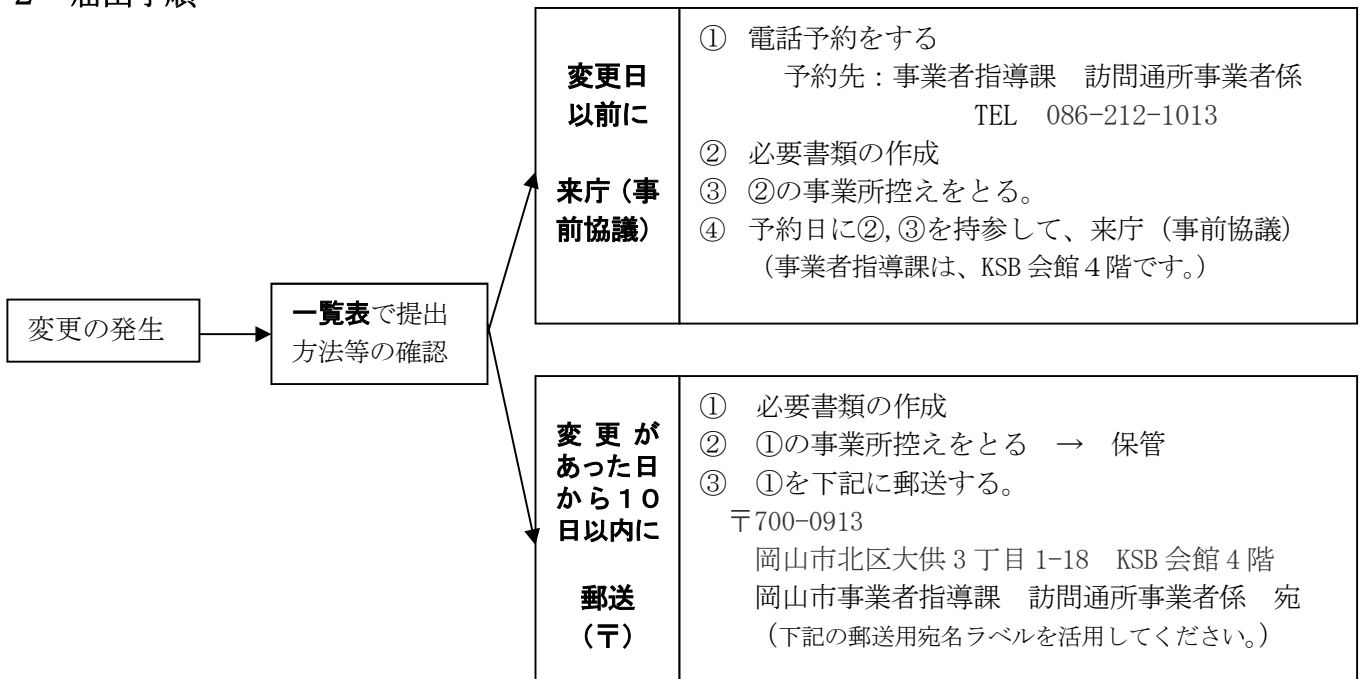 ２　届出手順
変更の発生
一覧表で提出
方法等の確認
変更日
以前に
来庁（事
前協議）
①　電話予約をする
予約先：事業者指導課　訪問通所事業者係
TEL　086-212-1013
②　必要書類の作成
③　②の事業所控えをとる。
④　予約日に②,③を持参して、来庁（事前協議）
（事業者指導課は、KSB会館４階です。）
変更が
あった日
から１０
日以内に
郵送
（〒）
①　必要書類の作成
②　①の事業所控えをとる　→　保管
③　①を下記に郵送する。
〒700-0913
岡山市北区大供3丁目1-18　KSB会館4階
岡山市事業者指導課　訪問通所事業者係　宛
（下記の郵送用宛名ラベルを活用してください。）